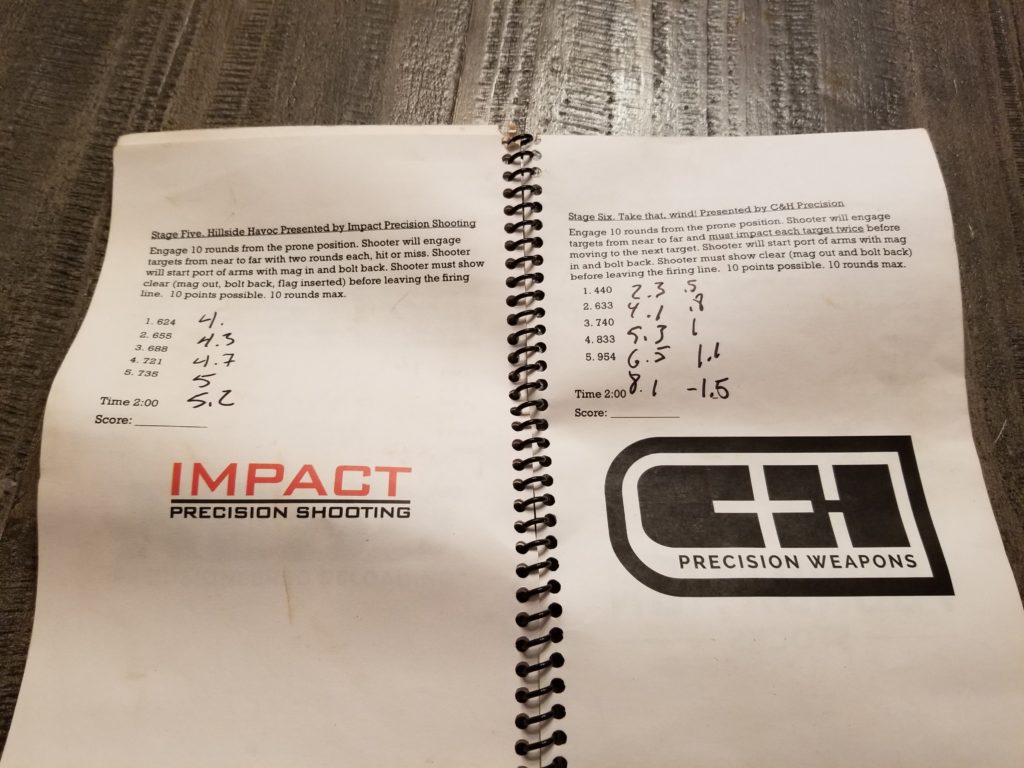 Stage Five. Hillside Havoc Presented by Impact Precision Shooting
Engage 10 rounds from the prone position. Shooter will engage
targets from near to far with two rounds each, hit or miss. Shooter
will start port of arms with mag in and bolt back. Shooter must show
clear (mag out, bolt back, flag inserted) before leaving the firing
line. 10 points possible. 10 rounds max.
1. 624 4.
2. 655 4.3
3. 688 4.7
4. 721 5
5. 735 5.2
Time 2:00
Score:
IMPACT
PRECISION SHOOTING
Stage Six. Take that, wind! Presented by C&H Precision
Engage 10 rounds from the prone position. Shooter will engage
targets from near to far and must impact each target twice before
moving to the next target. Shooter will start port of arms with mag
in and bolt back. Shooter must show clear (mag out and bolt back)
before leaving the firing line. 10 points possible. 10 rounds max.
1. 440 2.3 .5
2. 633 4.1 .8
3. 740 5.3 1
4. 833 6.5 1.1
5. 954 8.1 -1.5
Time 2:00
Score:
C+H
PRECISION WEAPONS